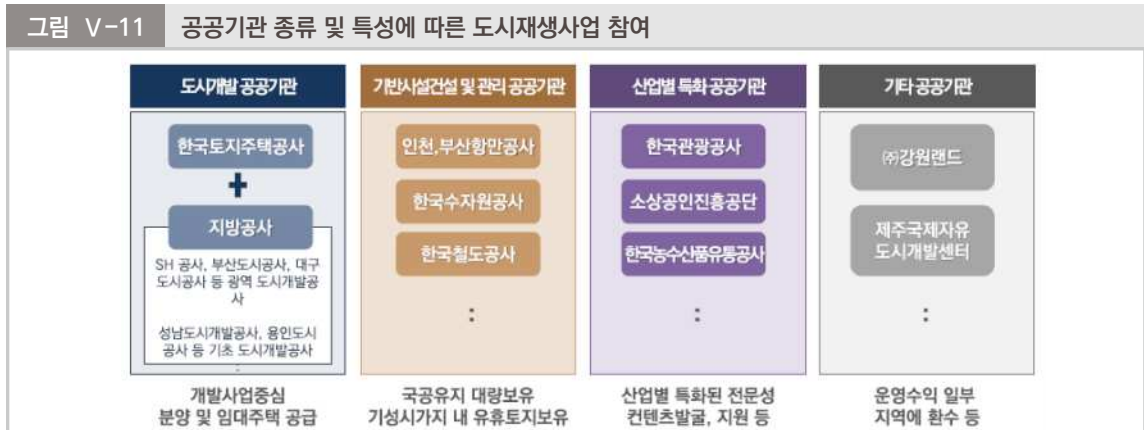 그림 Ⅴ-11 공공기관 종류 및 특성에 따른 도시재생사업 참여
도시개발 공공기관
한국토지주택공사
+
지방공사
SH 공사, 부산도시공사, 대구
도시공사 등 광역 도시개발공
사
성남도시개발공사, 용인도시
공사 등 기초 도시개발공사
:
개발사업중심
분양 및 임대주택 공급
기반시설건설 및 관리 공공기관
인천,부산항만공사
한국수자원공사
한국철도공사
:
국공유지 대량보유
기성시가지 내 유휴토지보유
산업별 특화 공공기관
한국관광공사
소상공인진흥공단
한국농수산품유통공사
:
산업별 특화된 전문성
컨텐츠발굴, 지원 등
기타 공공기관
㈜강원랜드
제주국제자유
도시개발센터
:
운영수익 일부
지역에 환수 등